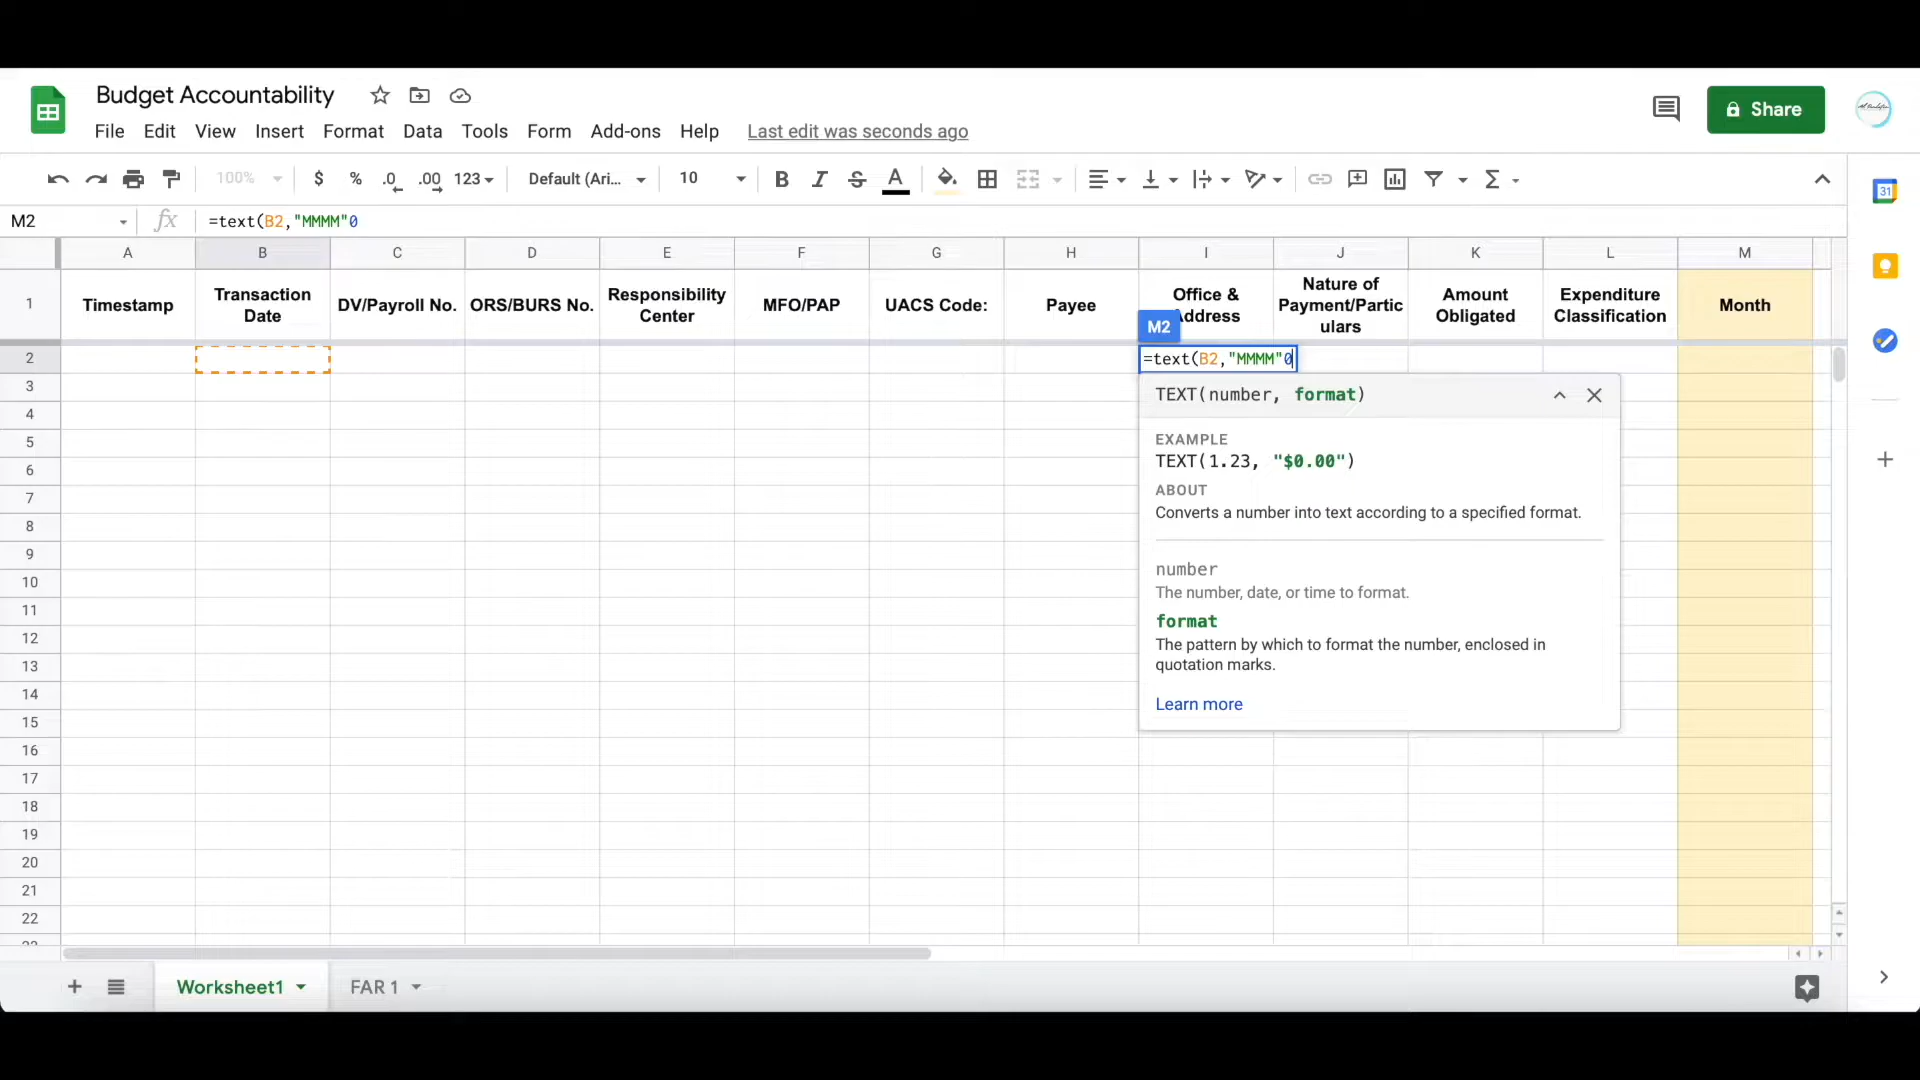 Budget Accountability
File Edit View Insert Format Data Tools Form Add-ons Help Last edit was seconds ago
Share
31
100% $ % .0 .00 123 Default (Ari... 10 B I S A Σ
M2 fx =text(B2,"MMMM"0
A B C D E F G H I J K L M
1 Timestamp Transaction Date DV/Payroll No. ORS/BURS No. Responsibility Center MFO/PAP UACS Code: Payee Office & Address Nature of Payment/Particulars Amount Obligated Expenditure Classification Month
M2
2 =text(B2,"MMMM"0
3
4
5
6
7
8
9
10
11
12
13
14
15
16
17
18
19
20
21
22
TEXT(number, format)
EXAMPLE
TEXT(1.23, "$0.00")
ABOUT
Converts a number into text according to a specified format.
number
The number, date, or time to format.
format
The pattern by which to format the number, enclosed in
quotation marks.
Learn more
Worksheet1 FAR 1